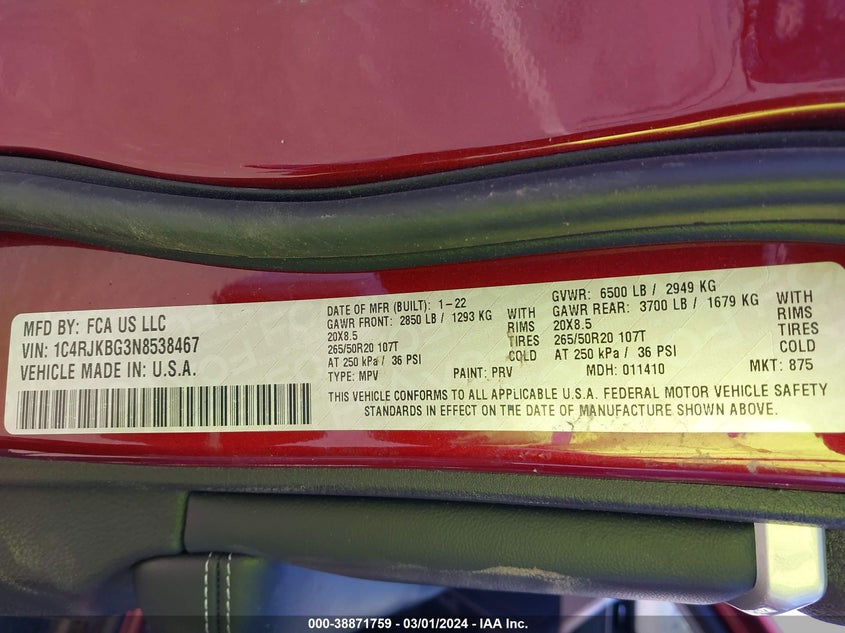 MFD BY: FCA US LLC
VIN: 1C4RJKBG3N8538467
VEHICLE MADE IN: U.S.A.
DATE OF MFR (BUILT): 1-22
GAWR FRONT: 2850 LB / 1293 KG WITH
20X8.5 RIMS
265/50R20 107T TIRES
AT 250 kPa / 36 PSI COLD
GVWR: 6500 LB / 2949 KG
GAWR REAR: 3700 LB / 1679 KG WITH
20X8.5 RIMS
265/50R20 107T TIRES
AT 250 kPa / 36 PSI COLD
TYPE: MPV PAINT: PRV MDH: 011410 MKT: 875
THIS VEHICLE CONFORMS TO ALL APPLICABLE U.S.A. FEDERAL MOTOR VEHICLE SAFETY
STANDARDS IN EFFECT ON THE DATE OF MANUFACTURE SHOWN ABOVE.
000-38871759 - 03/01/2024 - IAA Inc.